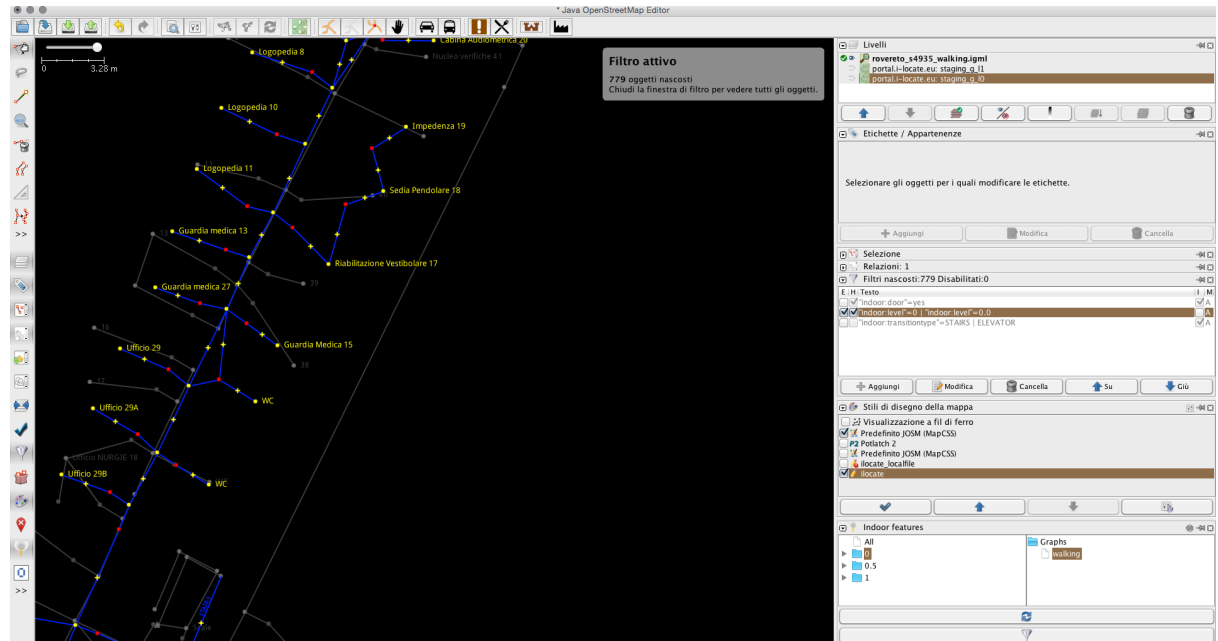 * Java OpenStreetMap Editor
0
3.28 m
Filtro attivo
779 oggetti nascosti
Chiudi la finestra di filtro per vedere tutti gli oggetti.
Logopedia 8
Cabina Audiometrica 20
Nucleo verifiche 41
Logopedia 10
Impedenza 19
Logopedia 11
Sedia Pendolare 18
Guardia medica 13
13
Riabilitazione Vestibolare 17
39
Guardia medica 27
16
Ufficio 29
Guardia Medica 15
38
WC
Ufficio 29A
Ufficio NURGIE 18
Ufficio 29B
WC
STAIRS
>>
>>
Livelli
rovereto_s4935_walking.igml
portal.i-locate.eu: staging_g_l1
portal.i-locate.eu: staging_g_l0
Etichette / Appartenenze
Selezionare gli oggetti per i quali modificare le etichette.
Aggiungi
Modifica
Cancella
Selezione
Relazioni: 1
Filtri nascosti:779 Disabilitati:0
E H Testo I M
"indoor:door"=yes A
"indoor:level"=0 | "indoor:level"=0.0 A
"indoor:transitiontype"=STAIRS | ELEVATOR A
Aggiungi
Modifica
Cancella
Su
Giù
Stili di disegno della mappa
Visualizzazione a fil di ferro
Predefinito JOSM (MapCSS)
P2 Potlatch 2
Predefinito JOSM (MapCSS)
ilocate_localfile
ilocate
Indoor features
All
0
0.5
1
Graphs
walking